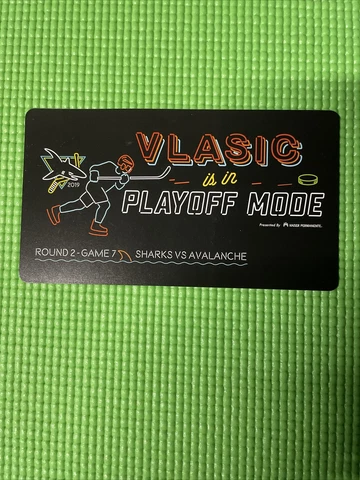 VLASIC
is in
PLAYOFF MODE
2019
Presented By KAISER PERMANENTE.
ROUND 2 - GAME 7 SHARKS VS AVALANCHE